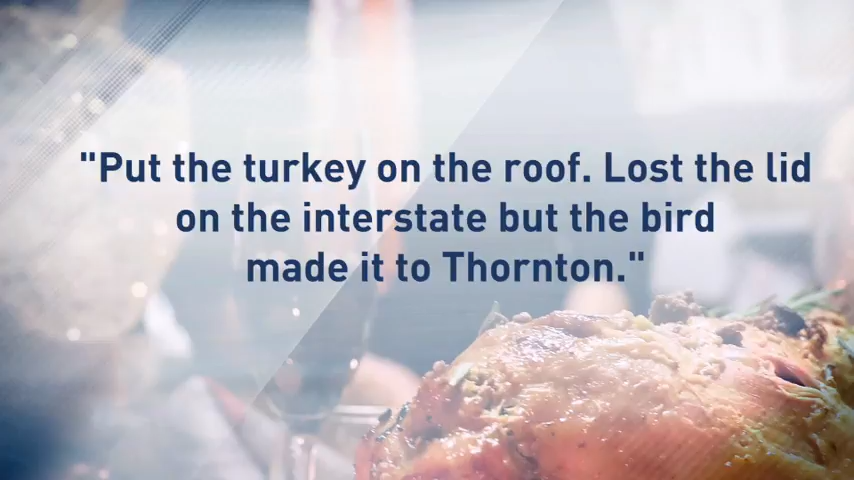 "Put the turkey on the roof. Lost the lid
on the interstate but the bird
made it to Thornton."